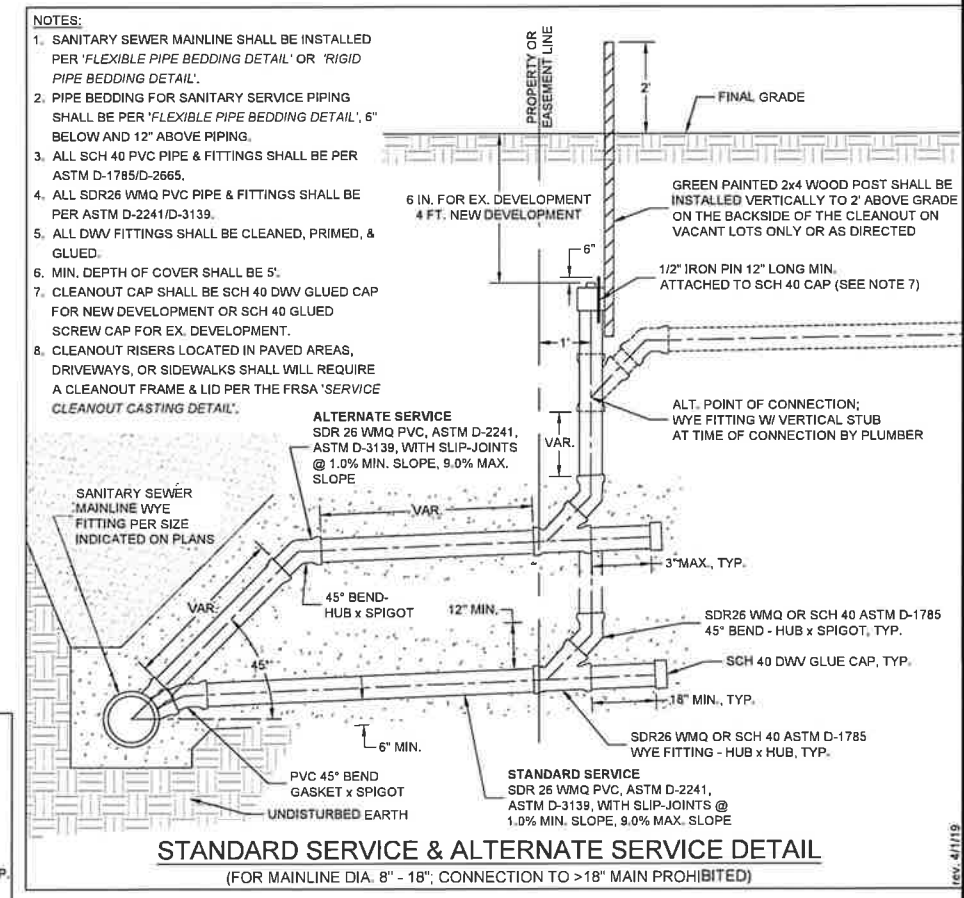 NOTES:
1. SANITARY SEWER MAINLINE SHALL BE INSTALLED
PER 'FLEXIBLE PIPE BEDDING DETAIL' OR 'RIGID
PIPE BEDDING DETAIL'.
2. PIPE BEDDING FOR SANITARY SERVICE PIPING
SHALL BE PER 'FLEXIBLE PIPE BEDDING DETAIL', 6"
BELOW AND 12" ABOVE PIPING.
3. ALL SCH 40 PVC PIPE & FITTINGS SHALL BE PER
ASTM D-1785/D-2665.
4. ALL SDR26 WMQ PVC PIPE & FITTINGS SHALL BE
PER ASTM D-2241/D-3139.
5. ALL DWV FITTINGS SHALL BE CLEANED, PRIMED, &
GLUED.
6. MIN. DEPTH OF COVER SHALL BE 5'.
7. CLEANOUT CAP SHALL BE SCH 40 DWV GLUED CAP
FOR NEW DEVELOPMENT OR SCH 40 GLUED
SCREW CAP FOR EX. DEVELOPMENT.
8. CLEANOUT RISERS LOCATED IN PAVED AREAS,
DRIVEWAYS, OR SIDEWALKS SHALL WILL REQUIRE
A CLEANOUT FRAME & LID PER THE FRSA 'SERVICE
CLEANOUT CASTING DETAIL'.
PROPERTY OR
EASEMENT LINE
2'
FINAL GRADE
6 IN. FOR EX. DEVELOPMENT
4 FT. NEW DEVELOPMENT
GREEN PAINTED 2x4 WOOD POST SHALL BE
INSTALLED VERTICALLY TO 2' ABOVE GRADE
ON THE BACKSIDE OF THE CLEANOUT ON
VACANT LOTS ONLY OR AS DIRECTED
6"
1/2" IRON PIN 12" LONG MIN.
ATTACHED TO SCH 40 CAP (SEE NOTE 7)
1'
ALT. POINT OF CONNECTION;
WYE FITTING W/ VERTICAL STUB
AT TIME OF CONNECTION BY PLUMBER
VAR.
ALTERNATE SERVICE
SDR 26 WMQ PVC, ASTM D-2241,
ASTM D-3139, WITH SLIP-JOINTS
@ 1.0% MIN. SLOPE, 9.0% MAX.
SLOPE
SANITARY SEWER
MAINLINE WYE
FITTING PER SIZE
INDICATED ON PLANS
VAR.
3"MAX., TYP.
VAR.
45° BEND-
HUB x SPIGOT
12" MIN.
SDR26 WMQ OR SCH 40 ASTM D-1785
45° BEND - HUB x SPIGOT, TYP.
45°
SCH 40 DWV GLUE CAP, TYP.
18" MIN., TYP.
6" MIN.
SDR26 WMQ OR SCH 40 ASTM D-1785
WYE FITTING - HUB x HUB, TYP.
PVC 45° BEND
GASKET x SPIGOT
UNDISTURBED EARTH
STANDARD SERVICE
SDR 26 WMQ PVC, ASTM D-2241,
ASTM D-3139, WITH SLIP-JOINTS @
1.0% MIN. SLOPE, 9.0% MAX. SLOPE
STANDARD SERVICE & ALTERNATE SERVICE DETAIL
(FOR MAINLINE DIA. 8" - 18"; CONNECTION TO >18" MAIN PROHIBITED)
rev. 4/1/19
P.